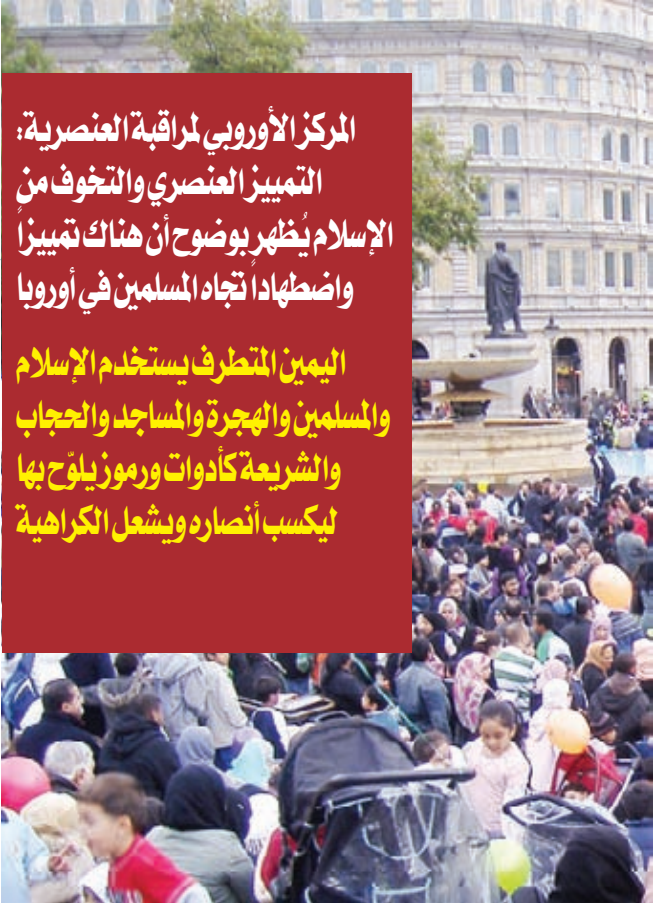 المركز الأوروبي لمراقبة العنصرية:
التمييز العنصري والتخوف من
الإسلام يُظهر بوضوح أن هناك تمييزاً
واضطهاداً تجاه المسلمين في أوروبا
اليمين المتطرف يستخدم الإسلام
والمسلمين والهجرة والمساجد والحجاب
والشريعة كأدوات ورموز يلوّح بها
ليكسب أنصاره ويشعل الكراهية